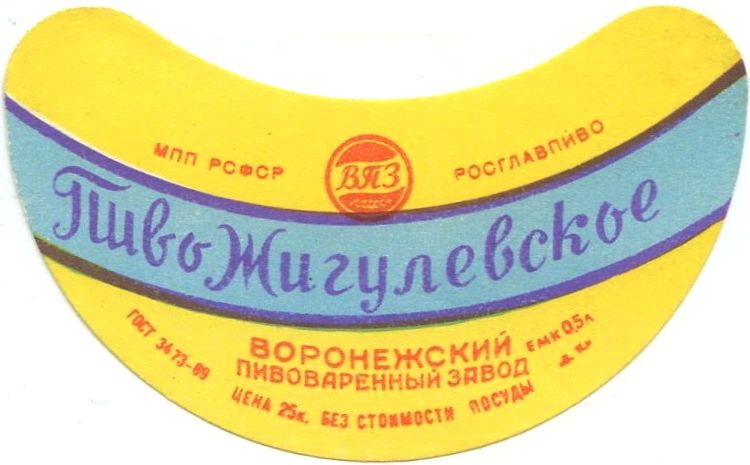 МПП РСФСР
ВПЗ
РОСГЛАВПИВО
Пиво Жигулевское
ВОРОНЕЖСКИЙ
ПИВОВАРЕННЫЙ ЗАВОД
ГОСТ 3473-69
ЕМК 0,5 л
ЦЕНА 25к. БЕЗ СТОИМОСТИ ПОСУДЫ